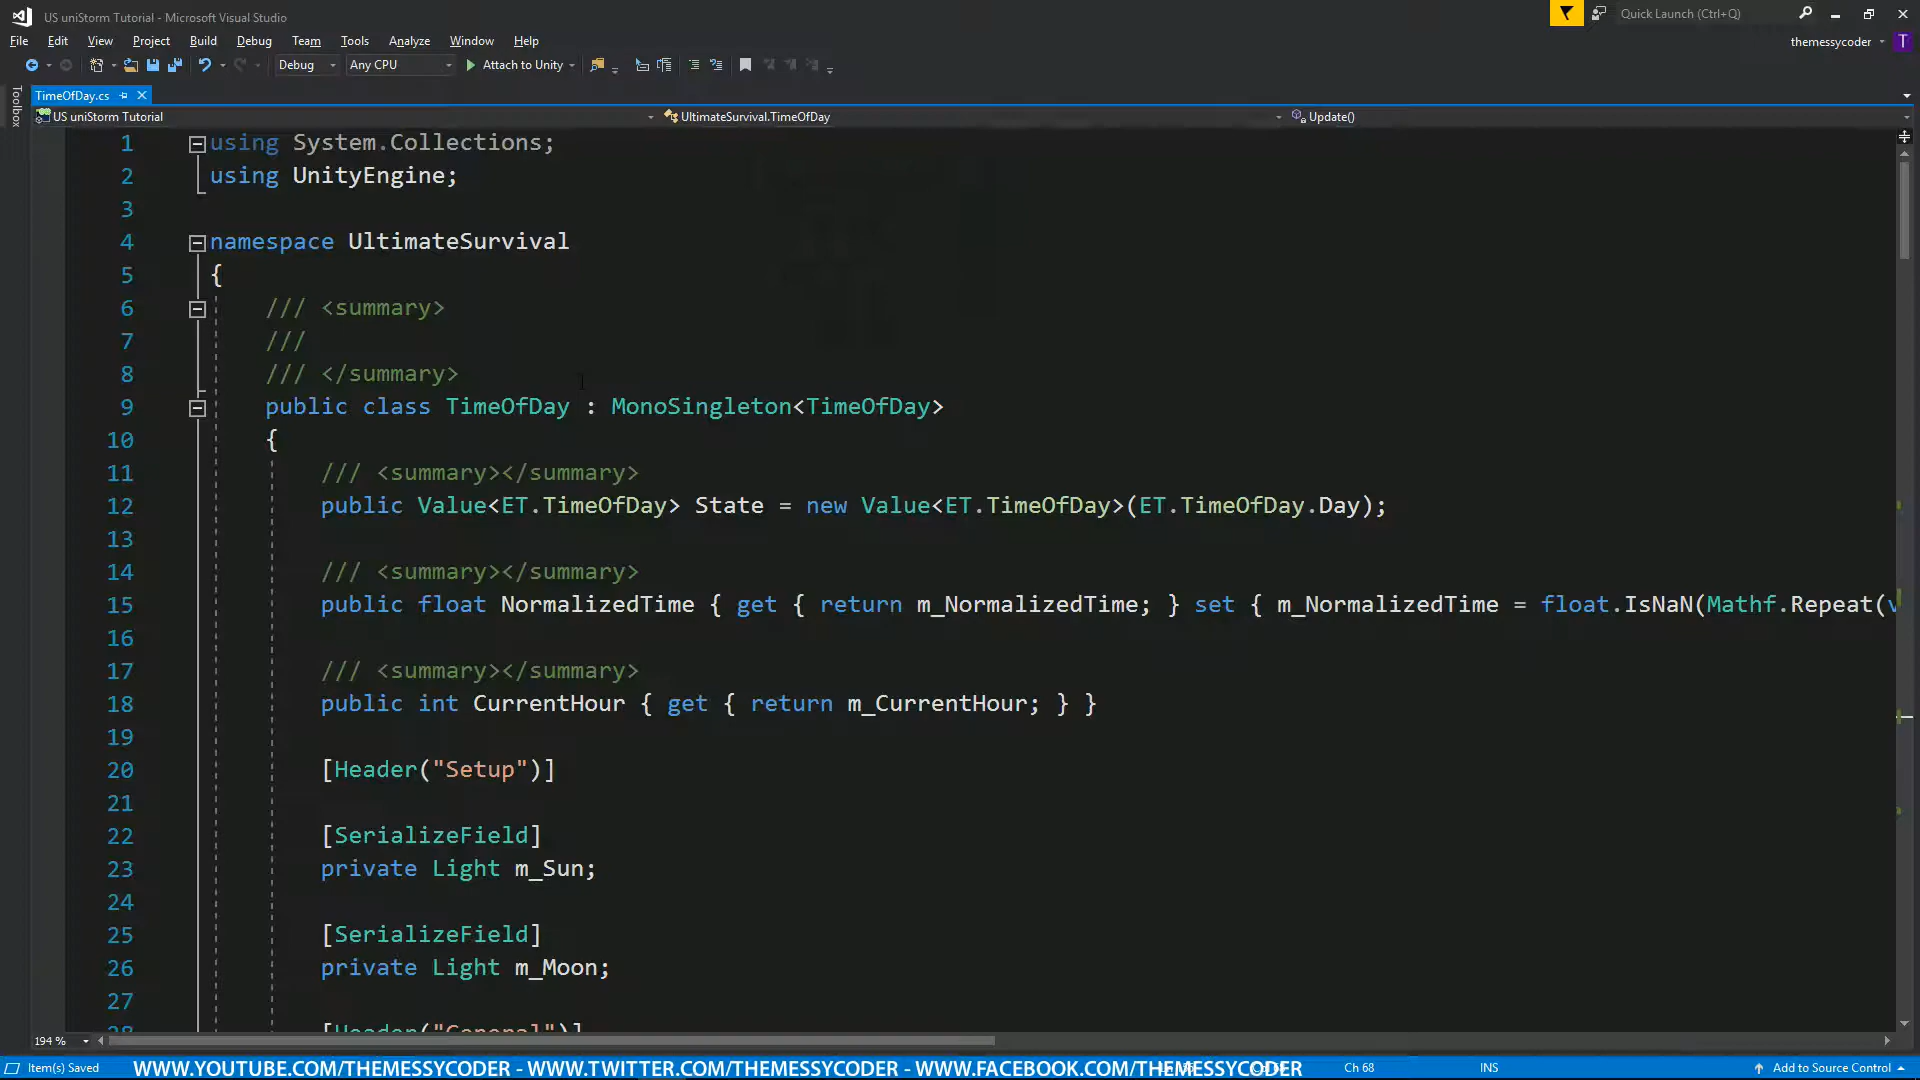 US uniStorm Tutorial - Microsoft Visual Studio
Quick Launch (Ctrl+Q)
File Edit View Project Build Debug Team Tools Analyze Window Help
themessycoder T
Debug Any CPU Attach to Unity
Toolbox
TimeOfDay.cs
US uniStorm Tutorial UltimateSurvival.TimeOfDay Update()
1 using System.Collections;
2 using UnityEngine;
3
4 namespace UltimateSurvival
5 {
6 /// <summary>
7 ///
8 /// </summary>
9 public class TimeOfDay : MonoSingleton<TimeOfDay>
10 {
11 /// <summary></summary>
12 public Value<ET.TimeOfDay> State = new Value<ET.TimeOfDay>(ET.TimeOfDay.Day);
13
14 /// <summary></summary>
15 public float NormalizedTime { get { return m_NormalizedTime; } set { m_NormalizedTime = float.IsNaN(Mathf.Repeat(v
16
17 /// <summary></summary>
18 public int CurrentHour { get { return m_CurrentHour; } }
19
20 [Header("Setup")]
21
22 [SerializeField]
23 private Light m_Sun;
24
25 [SerializeField]
26 private Light m_Moon;
27
28 [Header("General")]
194 %
Item(s) Saved WWW.YOUTUBE.COM/THEMESSYCODER - WWW.TWITTER.COM/THEMESSYCODER - WWW.FACEBOOK.COM/THEMESSYCODER Ch 68 INS Add to Source Control